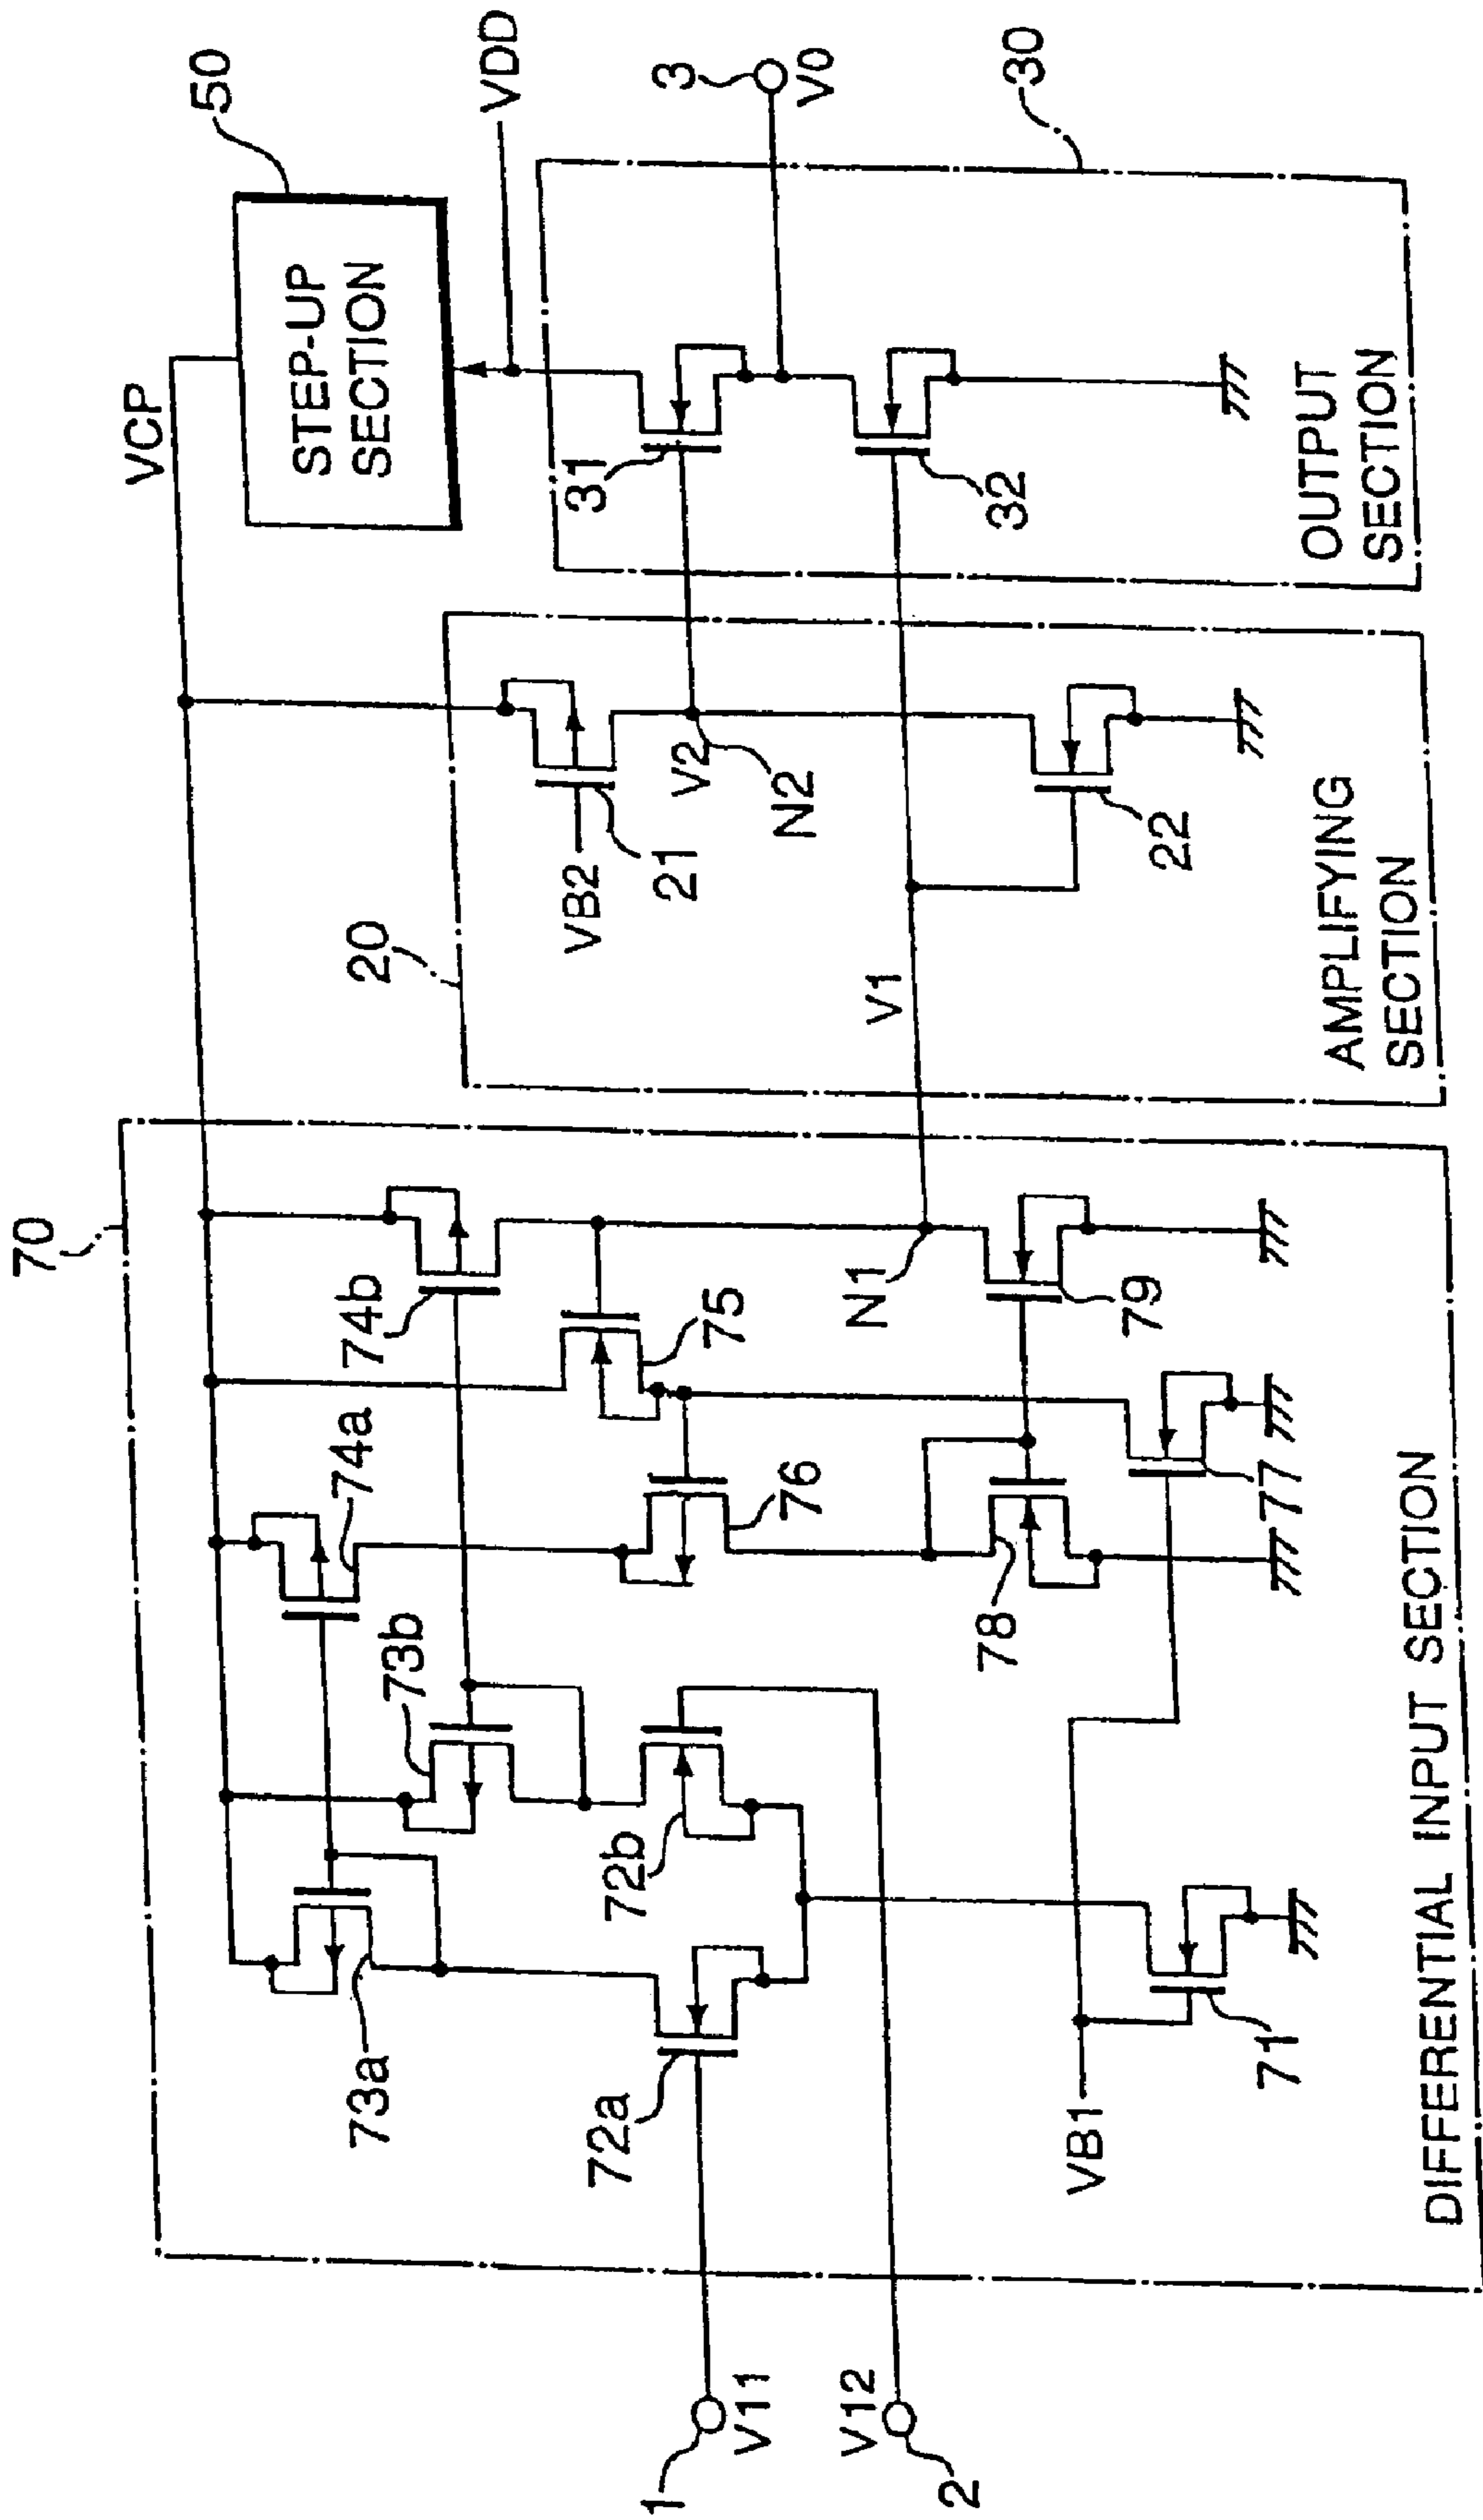 70
VCP
50
STEP-UP
SECTION
VDD
73a
73b
74a
74b
20
VB2
21
V2
N2
31
3
V0
72a
72b
76
75
N1
V1
32
30
1
V11
V12
2
VB1
71
78
77
79
22
DIFFERENTIAL INPUT SECTION
AMPLIFYING
SECTION
OUTPUT
SECTION